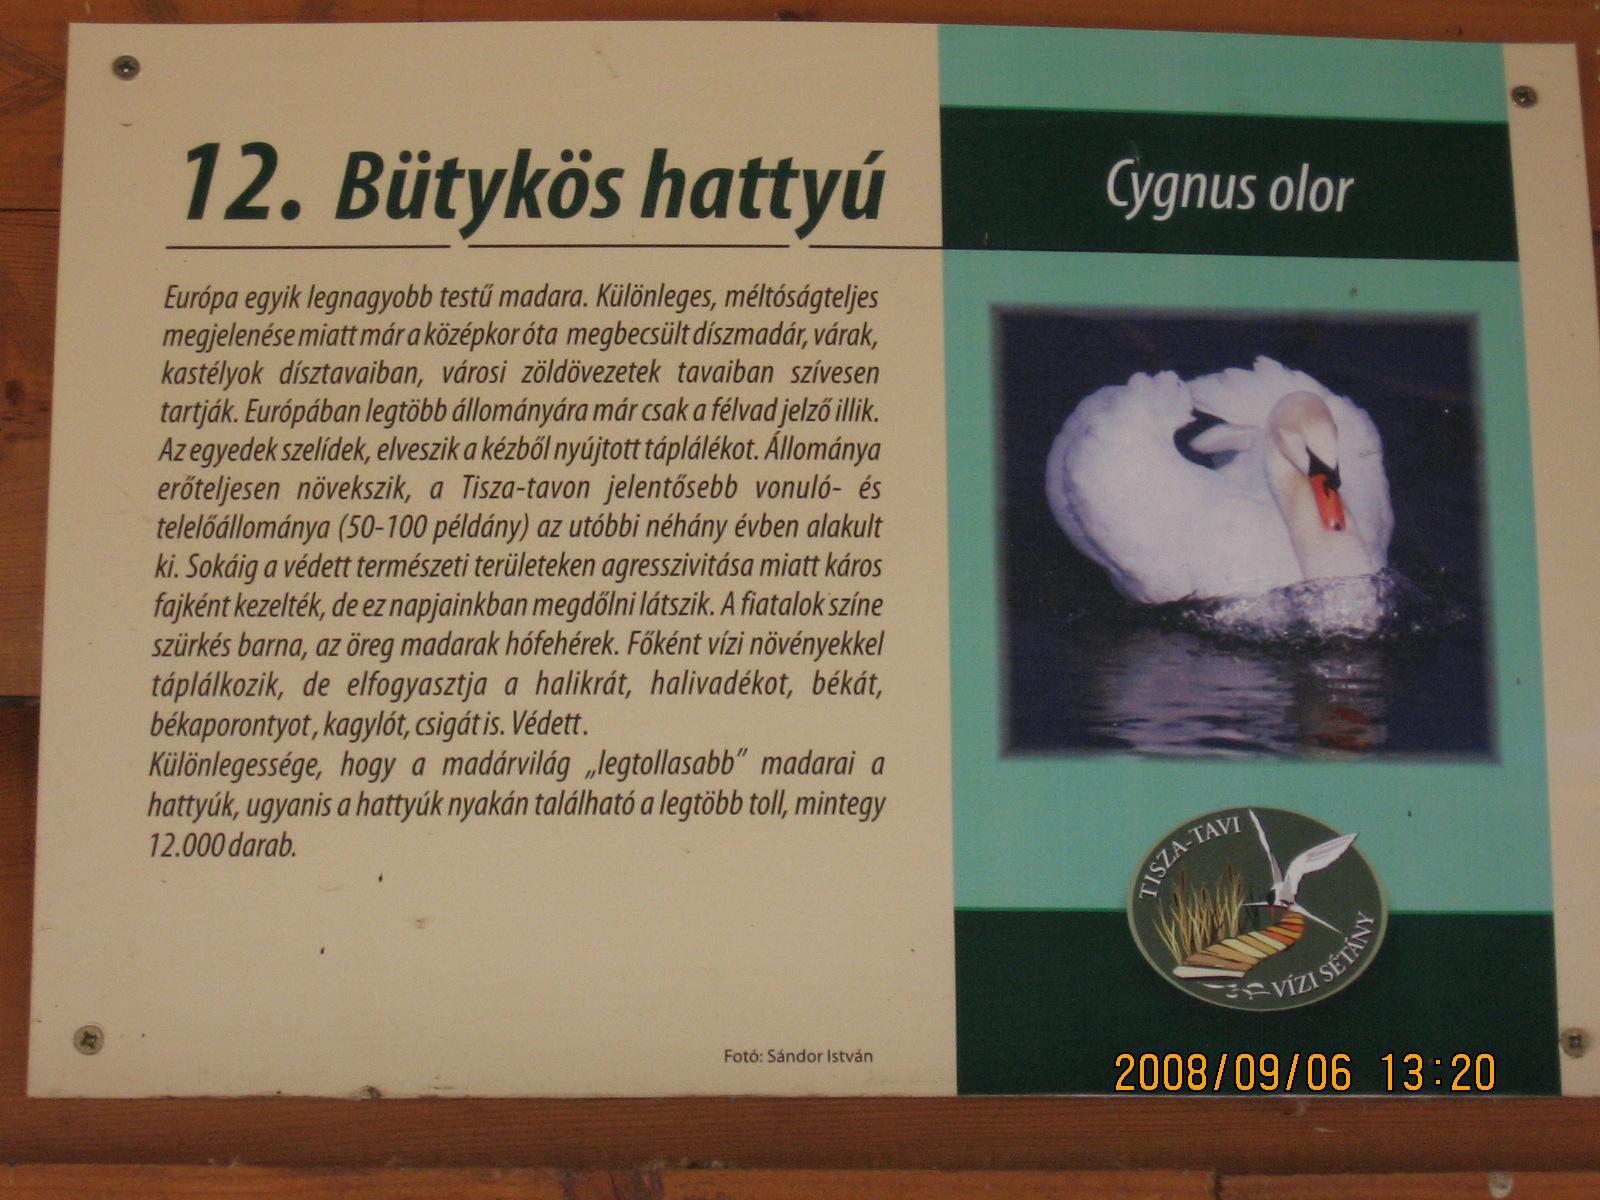 12. Bütykös hattyú
Cygnus olor
Európa egyik legnagyobb testű madara. Különleges, méltóságteljes
megjelenése miatt már a középkor óta megbecsült díszmadár, várak,
kastélyok dísztavaiban, városi zöldövezetek tavaiban szívesen
tartják. Európában legtöbb állományára már csak a félvad jelző illik.
Az egyedek szelídek, elveszik a kézből nyújtott táplálékot. Állománya
erőteljesen növekszik, a Tisza-tavon jelentősebb vonuló- és
telelőállománya (50-100 példány) az utóbbi néhány évben alakult
ki. Sokáig a védett természeti területeken agresszivitása miatt káros
fajként kezelték, de ez napjainkban megdőlni látszik. A fiatalok színe
szürkés barna, az öreg madarak hófehérek. Főként vízi növényekkel
táplálkozik, de elfogyasztja a halikrát, halivadékot, békát,
békaporontyot, kagylót, csigát is. Védett.
Különlegessége, hogy a madárvilág „legtollasabb” madarai a
hattyúk, ugyanis a hattyúk nyakán található a legtöbb toll, mintegy
12.000 darab.
Fotó: Sándor István
TISZA-TAVI
VÍZI SÉTÁNY
2008/09/06 13:20